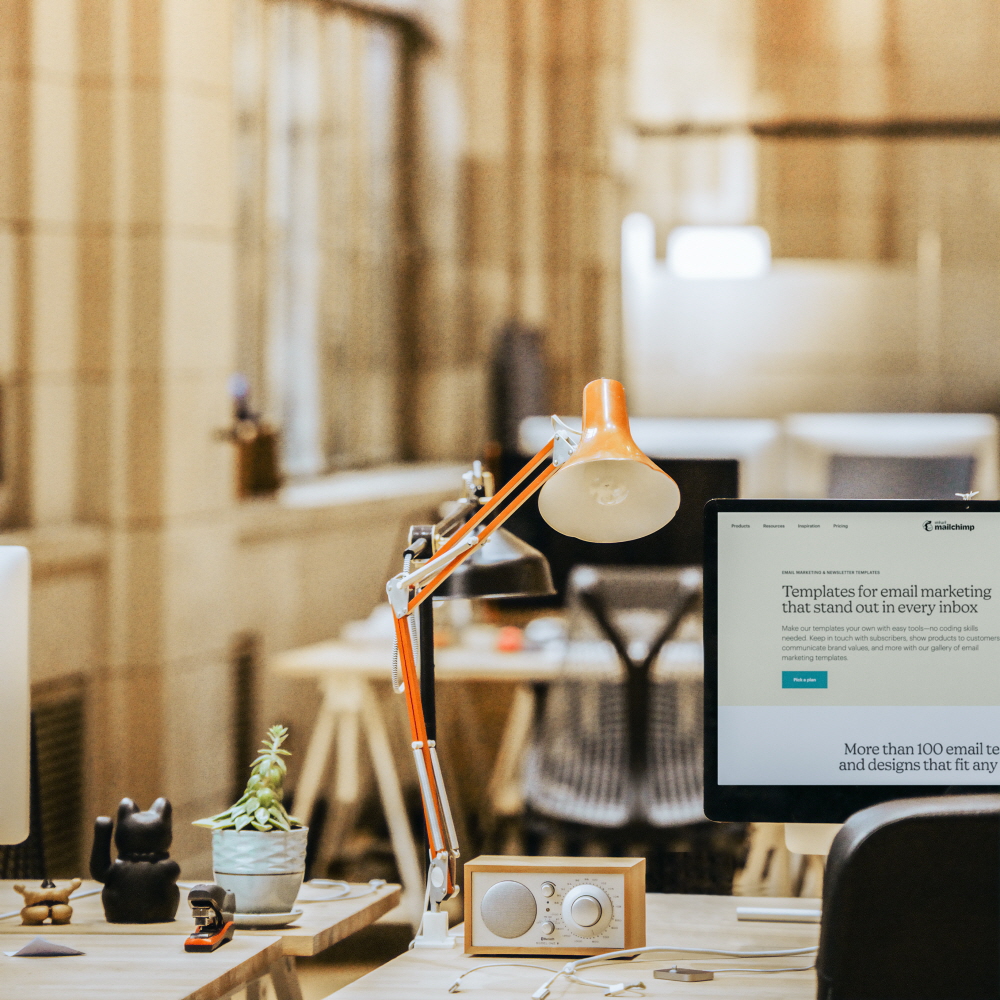 Products Resources Inspiration Pricing
intuit
mailchimp
EMAIL MARKETING & NEWSLETTER TEMPLATES
Templates for email marketing
that stand out in every inbox
Make our templates your own with easy tools—no coding skills
needed. Keep in touch with subscribers, show products to customers
communicate brand values, and more with our gallery of email
marketing templates.
Pick a plan
More than 100 email te
and designs that fit any
Bluetooth